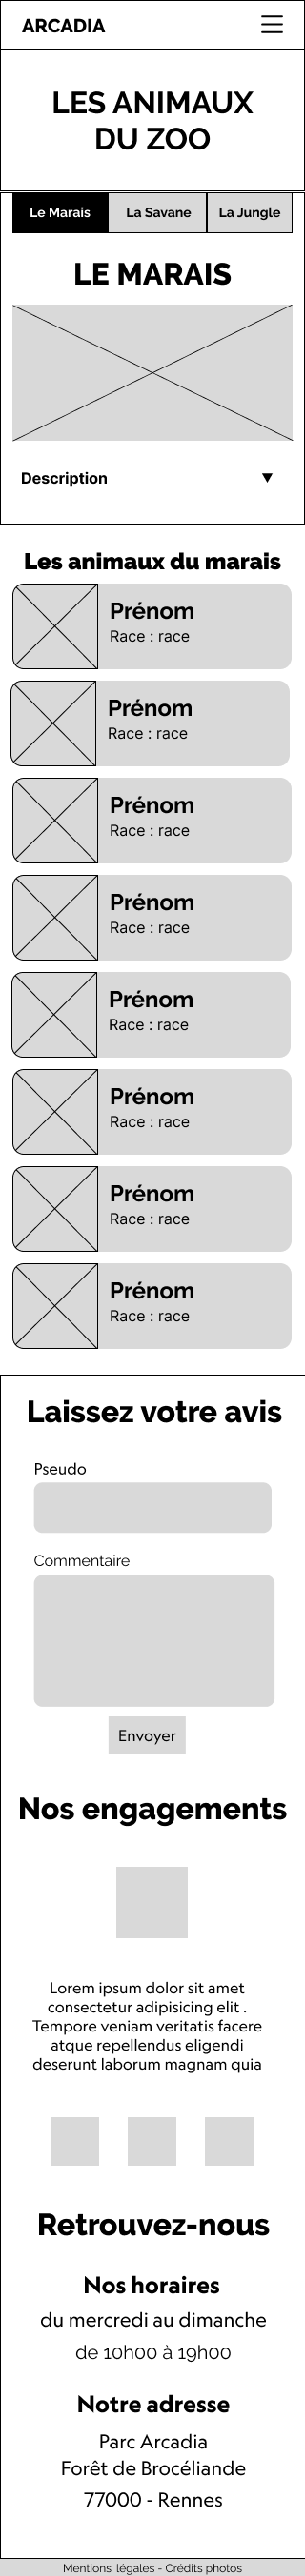 ARCADIA
LES ANIMAUX
DU ZOO
Le Marais La Savane La Jungle
LE MARAIS
Description
Les animaux du marais
Prénom
Race : race
Prénom
Race : race
Prénom
Race : race
Prénom
Race : race
Prénom
Race : race
Prénom
Race : race
Prénom
Race : race
Prénom
Race : race
Laissez votre avis
Pseudo
Commentaire
Envoyer
Nos engagements
Lorem ipsum dolor sit amet
consectetur adipisicing elit .
Tempore veniam veritatis facere
atque repellendus eligendi
deserunt laborum magnam quia
Retrouvez-nous
Nos horaires
du mercredi au dimanche
de 10h00 à 19h00
Notre adresse
Parc Arcadia
Forêt de Brocéliande
77000 - Rennes
Mentions légales - Crédits photos